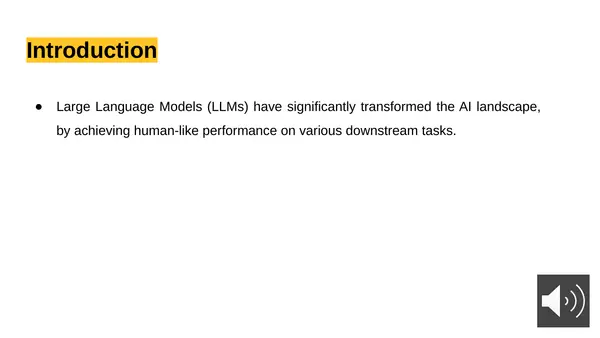 Introduction
● Large Language Models (LLMs) have significantly transformed the AI landscape,
by achieving human-like performance on various downstream tasks.